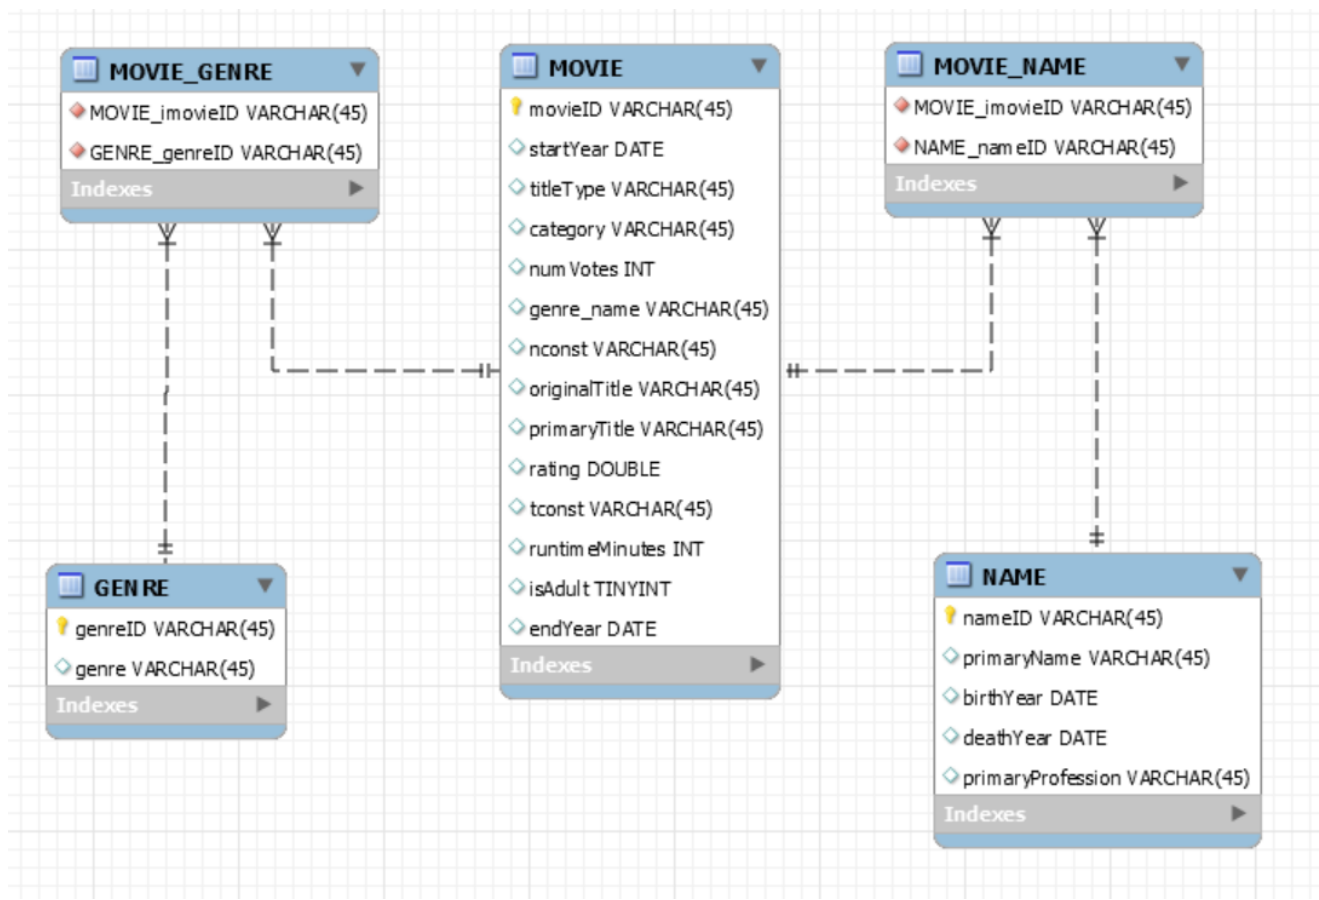 MOVIE_GENRE
MOVIE_imovieID VARCHAR(45)
GENRE_genreID VARCHAR(45)
Indexes
MOVIE
movieID VARCHAR(45)
startYear DATE
titleType VARCHAR(45)
category VARCHAR(45)
numVotes INT
genre_name VARCHAR(45)
nconst VARCHAR(45)
originalTitle VARCHAR(45)
primaryTitle VARCHAR(45)
rating DOUBLE
tconst VARCHAR(45)
runtimeMinutes INT
isAdult TINYINT
endYear DATE
Indexes
MOVIE_NAME
MOVIE_imovieID VARCHAR(45)
NAME_nameID VARCHAR(45)
Indexes
GENRE
genreID VARCHAR(45)
genre VARCHAR(45)
Indexes
NAME
nameID VARCHAR(45)
primaryName VARCHAR(45)
birthYear DATE
deathYear DATE
primaryProfession VARCHAR(45)
Indexes